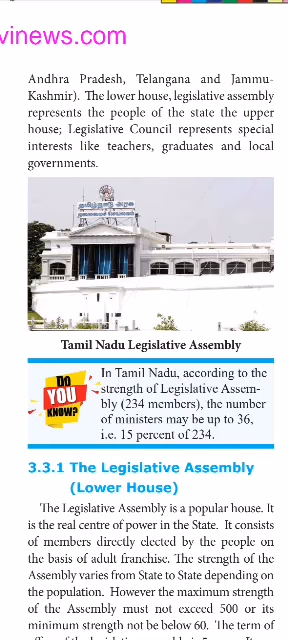 vinews.com
Andhra Pradesh, Telangana and Jammu-
Kashmir). The lower house, legislative assembly
represents the people of the state the upper
house; Legislative Council represents special
interests like teachers, graduates and local
governments.
தமிழ்நாடு அரசு
தலைமைச் செயலகம்
Tamil Nadu Legislative Assembly
DO
YOU
KNOW?
In Tamil Nadu, according to the
strength of Legislative Assem-
bly (234 members), the number
of ministers may be up to 36,
i.e. 15 percent of 234.
3.3.1 The Legislative Assembly
(Lower House)
The Legislative Assembly is a popular house. It
is the real centre of power in the State. It consists
of members directly elected by the people on
the basis of adult franchise. The strength of the
Assembly varies from State to State depending on
the population. However the maximum strength
of the Assembly must not exceed 500 or its
minimum strength not be below 60. The term of